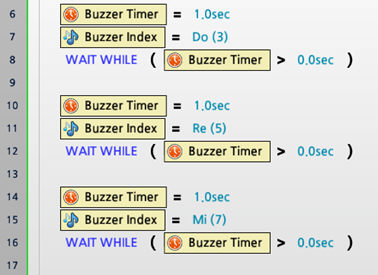 6 Buzzer Timer = 1.0sec
7 Buzzer Index = Do (3)
8 WAIT WHILE ( Buzzer Timer > 0.0sec )
9
10 Buzzer Timer = 1.0sec
11 Buzzer Index = Re (5)
12 WAIT WHILE ( Buzzer Timer > 0.0sec )
13
14 Buzzer Timer = 1.0sec
15 Buzzer Index = Mi (7)
16 WAIT WHILE ( Buzzer Timer > 0.0sec )
17